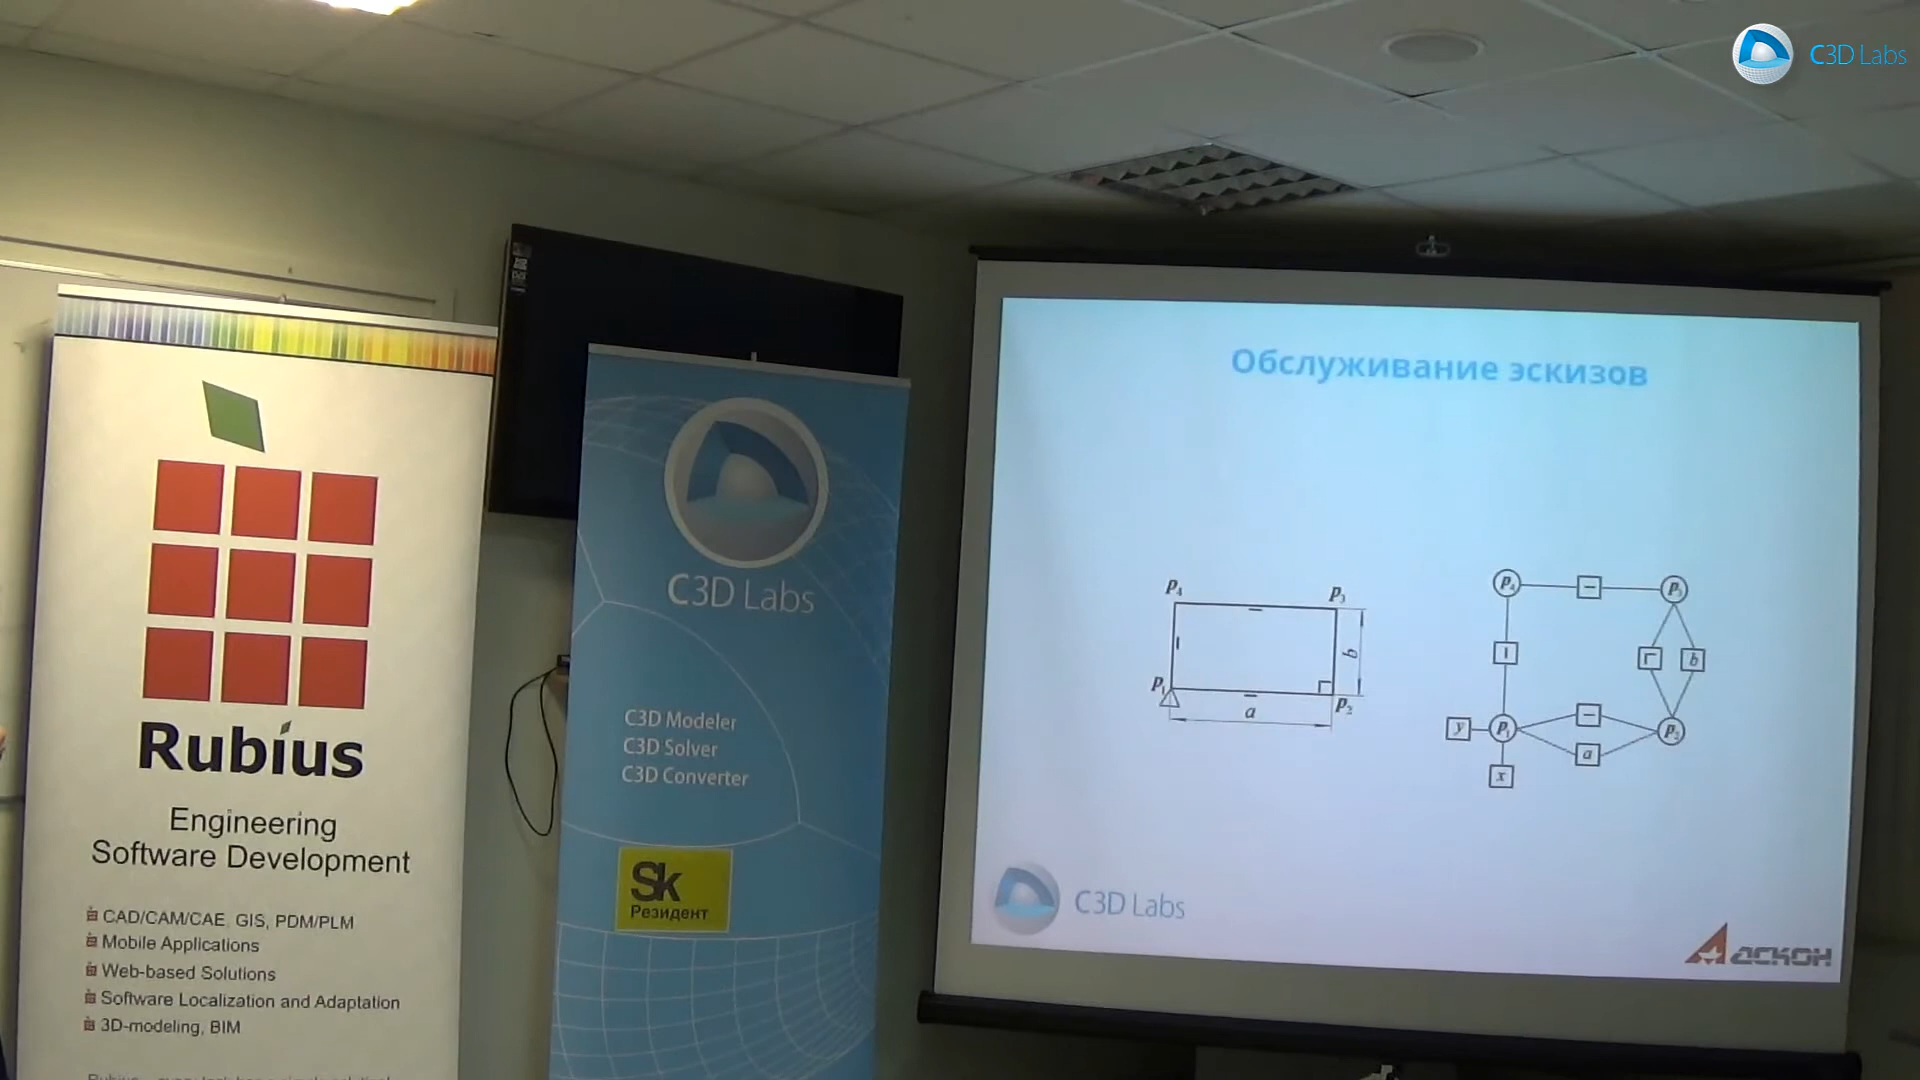 C3D Labs
Rubius
Engineering
Software Development
CAD/CAM/CAE, GIS, PDM/PLM
Mobile Applications
Web-based Solutions
Software Localization and Adaptation
3D-modeling, BIM
C3D Labs
C3D Modeler
C3D Solver
C3D Converter
Sk
Резидент
Обслуживание эскизов
P4
P3
b
P1
P2
a
P4
P3
b
y
P1
P2
a
x
C3D Labs
АСКОН